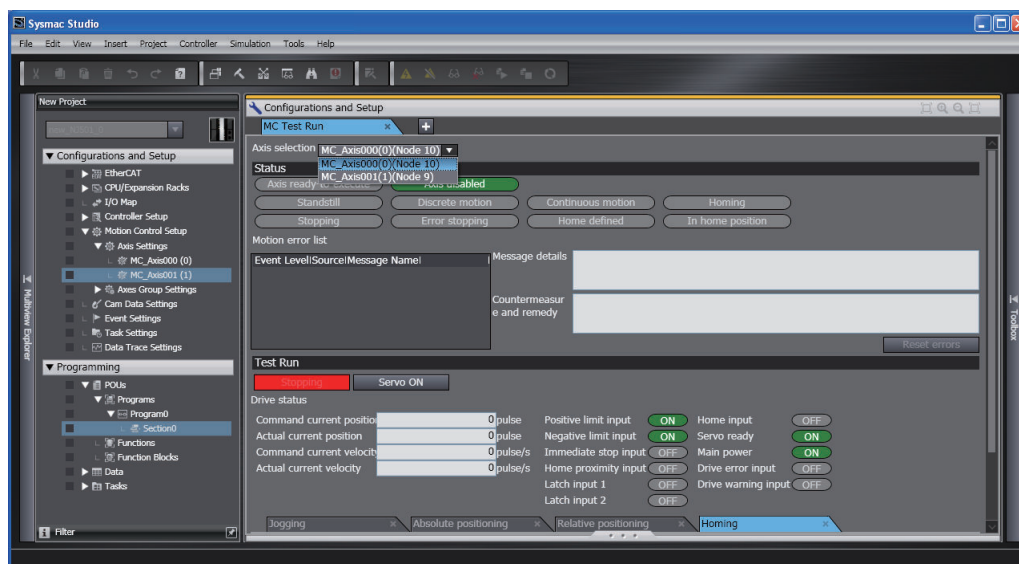 Sysmac Studio
File Edit View Insert Project Controller Simulation Tools Help
New Project
Configurations and Setup
EtherCAT
CPU/Expansion Racks
I/O Map
Controller Setup
Motion Control Setup
Axis Settings
MC_Axis000 (0)
MC_Axis001 (1)
Axes Group Settings
Cam Data Settings
Event Settings
Task Settings
Data Trace Settings
Programming
POUs
Programs
Program0
Section0
Functions
Function Blocks
Data
Tasks
Filter
Multiview Explorer
Configurations and Setup
MC Test Run
Axis selection MC_Axis000(0)(Node 10)
MC_Axis000(0)(Node 10)
MC_Axis001(1)(Node 9)
Status
Axis ready to execute Axis disabled
Standstill Discrete motion Continuous motion Homing
Stopping Error stopping Home defined In home position
Motion error list
Event Level|Source|Message Name|
Message details
Countermeasur
e and remedy
Reset errors
Test Run
Stopping Servo ON
Drive status
Command current position 0 pulse Positive limit input ON Home input OFF
Actual current position 0 pulse Negative limit input ON Servo ready ON
Command current velocity 0 pulse/s Immediate stop input OFF Main power ON
Actual current velocity 0 pulse/s Home proximity input OFF Drive error input OFF
Latch input 1 OFF Drive warning input OFF
Latch input 2 OFF
Jogging Absolute positioning Relative positioning Homing
Toolbox